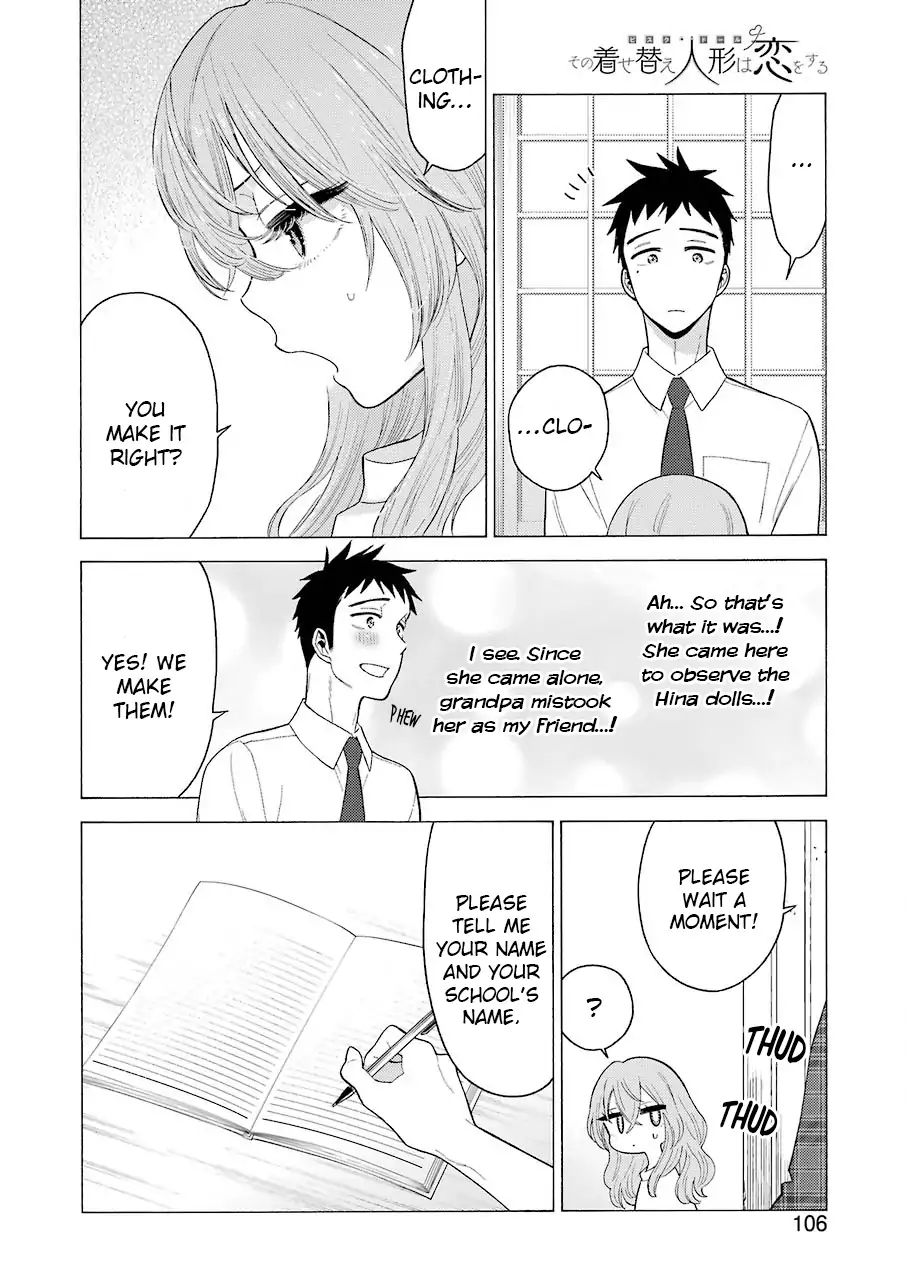 ビスク・ドール
その着せ替え人形は恋をする
...
...CLO-
CLOTH-
ING...
YOU
MAKE IT
RIGHT?
Ah... So that's
what it was...!
She came here
to observe the
Hina dolls...!
I see. Since
she came alone,
grandpa mistook
her as my friend...!
PHEW
YES! WE
MAKE
THEM!
PLEASE
WAIT A
MOMENT!
?
THUD
THUD
PLEASE
TELL ME
YOUR NAME
AND YOUR
SCHOOL'S
NAME.
106